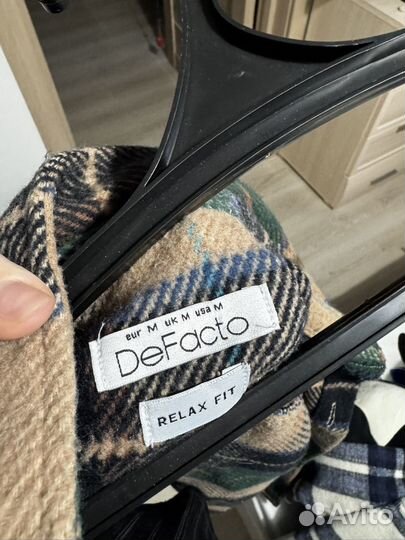 eur M uk M usa M
DeFacto
RELAX FIT
Avito